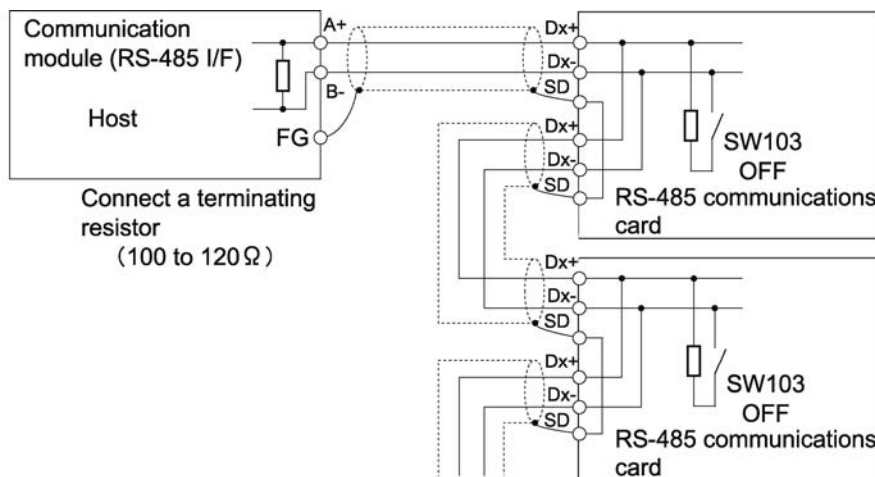 Communication
module (RS-485 I/F)
Host
A+
B-
FG
Connect a terminating
resistor
(100 to 120Ω)
Dx+
Dx-
SD
Dx+
Dx-
SD
SW103
OFF
RS-485 communications
card
Dx+
Dx-
SD
Dx+
Dx-
SD
SW103
OFF
RS-485 communications
card